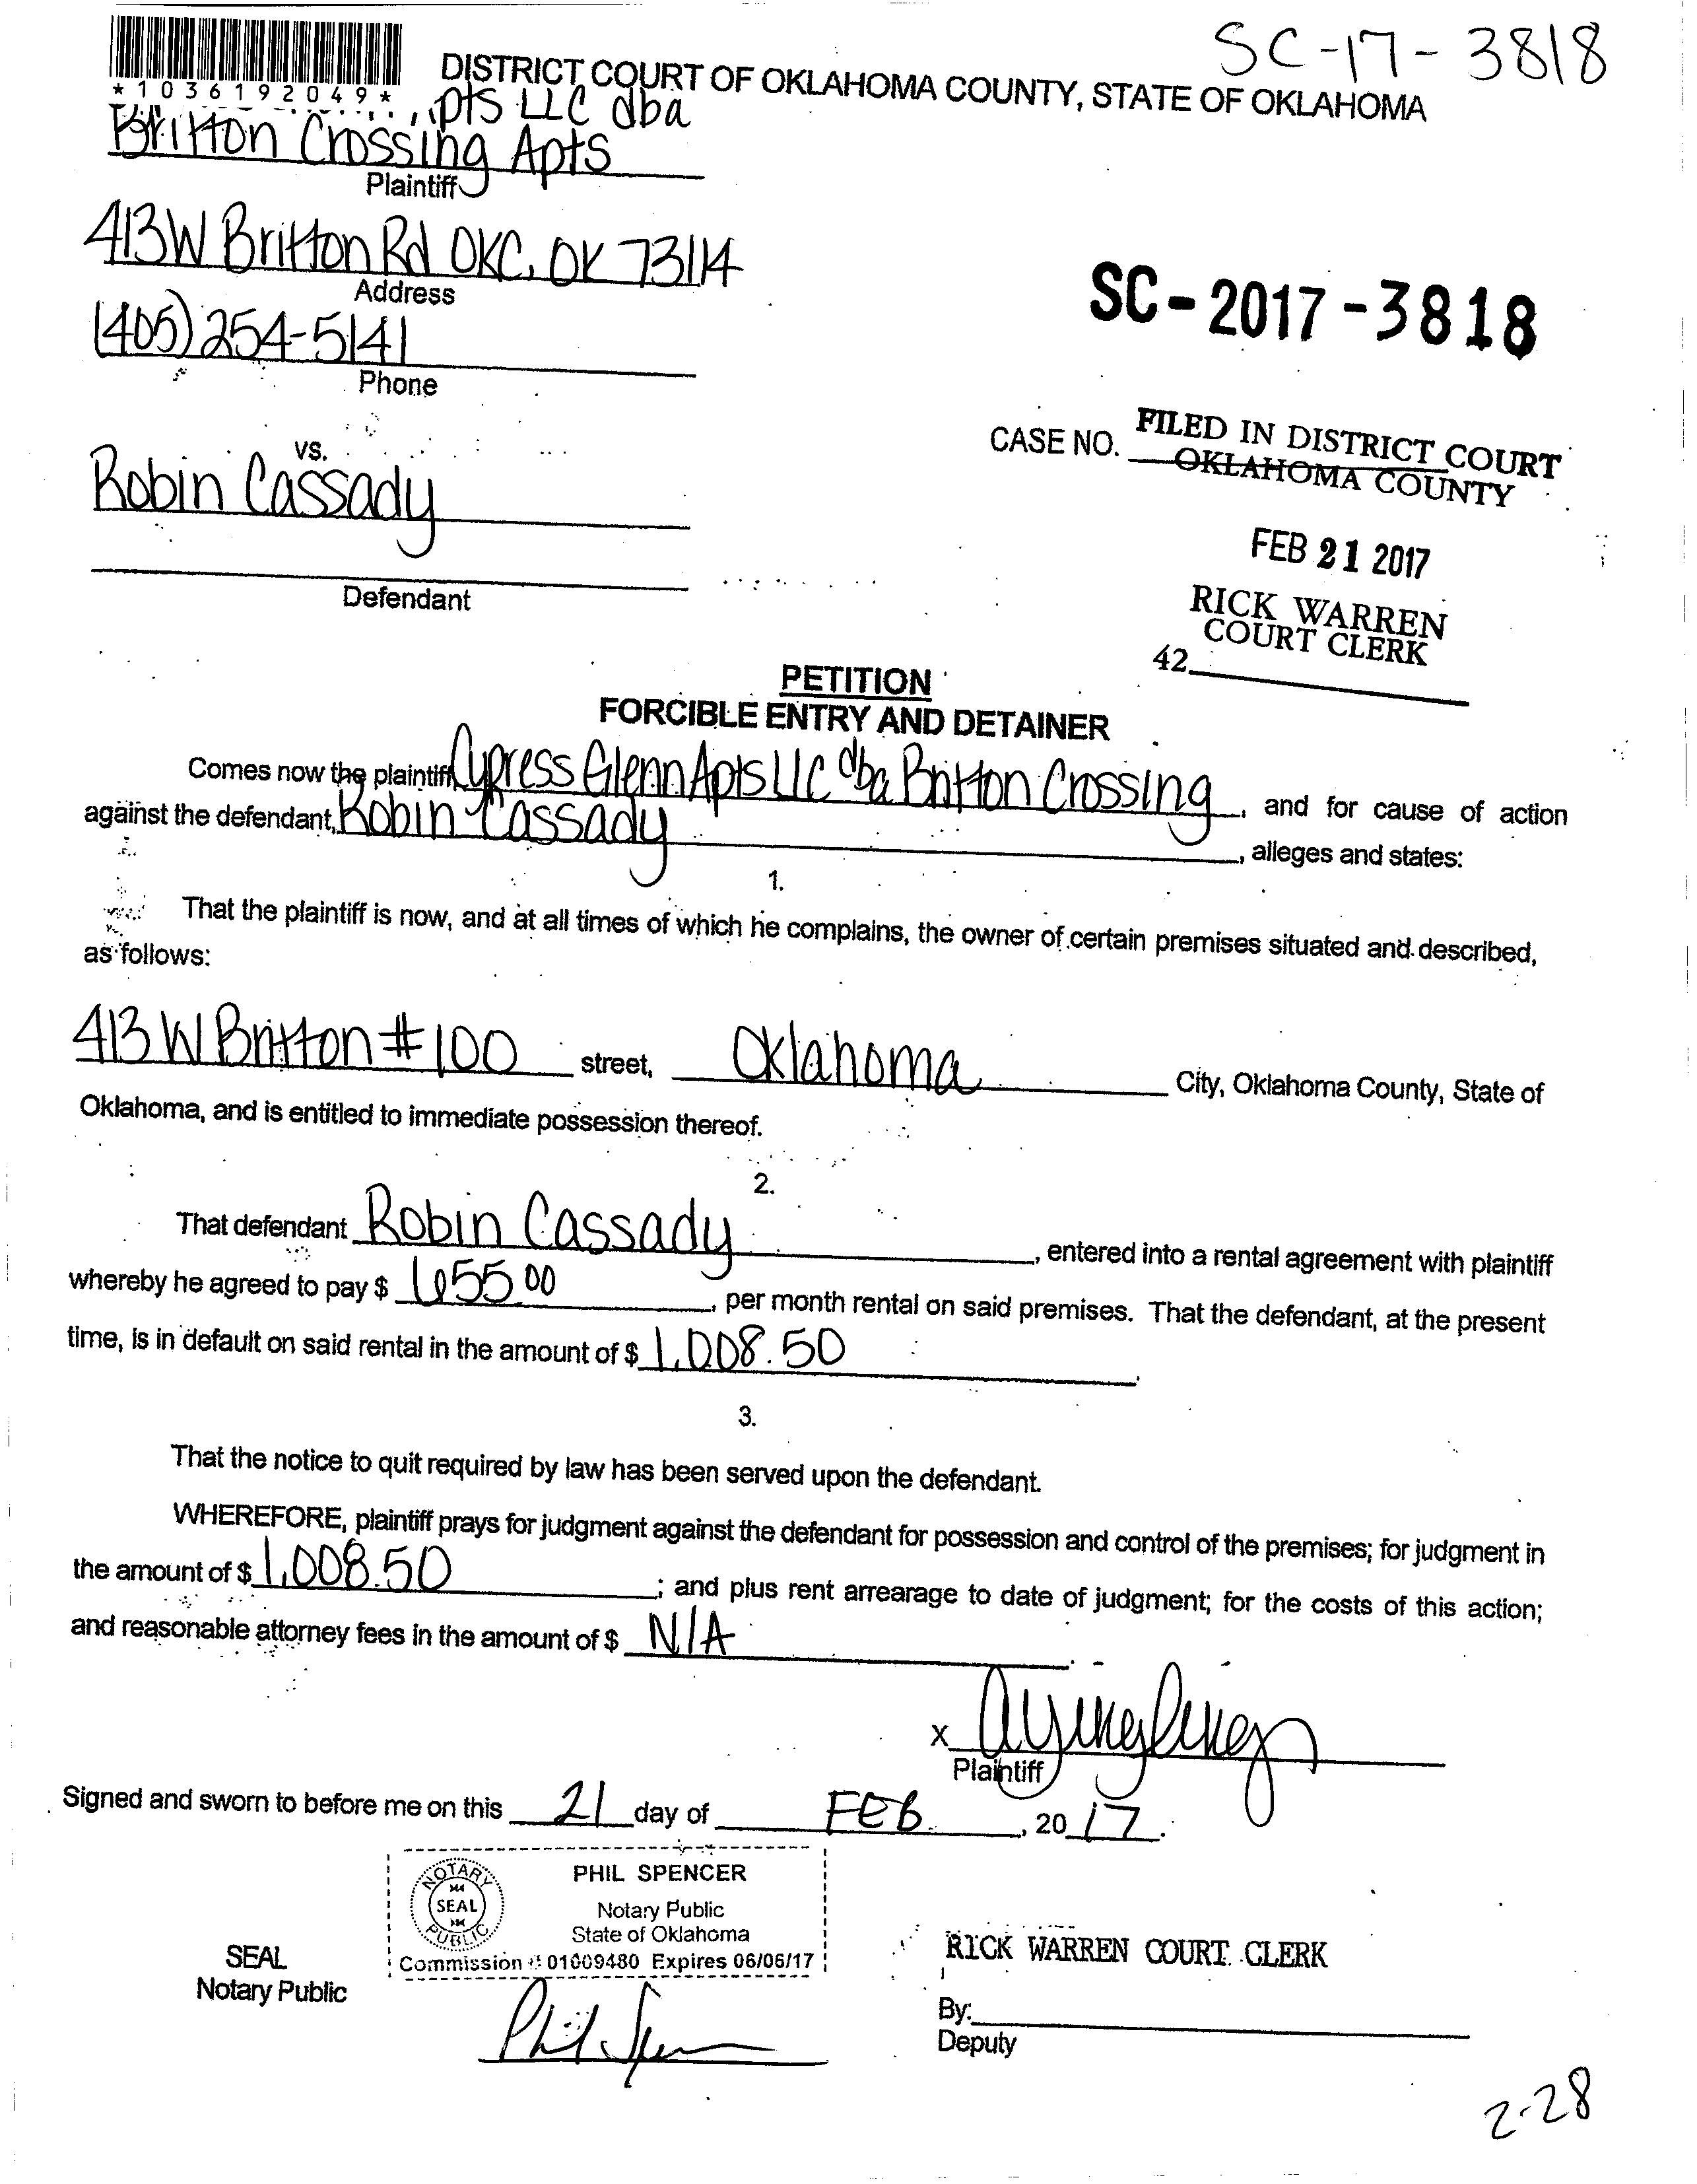 SC-17-3818
*1036192049*
DISTRICT COURT OF OKLAHOMA COUNTY, STATE OF OKLAHOMA
pts LLC dba
Britton Crossing Apts
Plaintiff
413 W Britton Rd OKC, OK 73114
Address
(405) 254-5141
Phone
SC-2017-3818
vs.
Robin Cassady
Defendant
CASE NO.
FILED IN DISTRICT COURT
OKLAHOMA COUNTY
FEB 21 2017
RICK WARREN
COURT CLERK
42
PETITION
FORCIBLE ENTRY AND DETAINER
Comes now the plaintiff Cypress Glenn Apts LLC dba Britton Crossing, and for cause of action
against the defendant, Robin Cassady, alleges and states:
1.
That the plaintiff is now, and at all times of which he complains, the owner of certain premises situated and described,
as follows:
413 W Britton #100 street, Oklahoma City, Oklahoma County, State of
Oklahoma, and is entitled to immediate possession thereof.
2.
That defendant Robin Cassady, entered into a rental agreement with plaintiff
whereby he agreed to pay $ 655.00, per month rental on said premises. That the defendant, at the present
time, is in default on said rental in the amount of $ 1,008.50.
3.
That the notice to quit required by law has been served upon the defendant.
WHEREFORE, plaintiff prays for judgment against the defendant for possession and control of the premises; for judgment in
the amount of $ 1,008.50; and plus rent arrearage to date of judgment; for the costs of this action;
and reasonable attorney fees in the amount of $ N/A.
x ayingling
Plaintiff
Signed and sworn to before me on this 21 day of FEB, 2017.
NOTARY
SEAL
PUBLIC
PHIL SPENCER
Notary Public
State of Oklahoma
Commission # 01009480 Expires 06/06/17
SEAL
Notary Public
Phil Spencer
RICK WARREN COURT CLERK
By:
Deputy
2-28